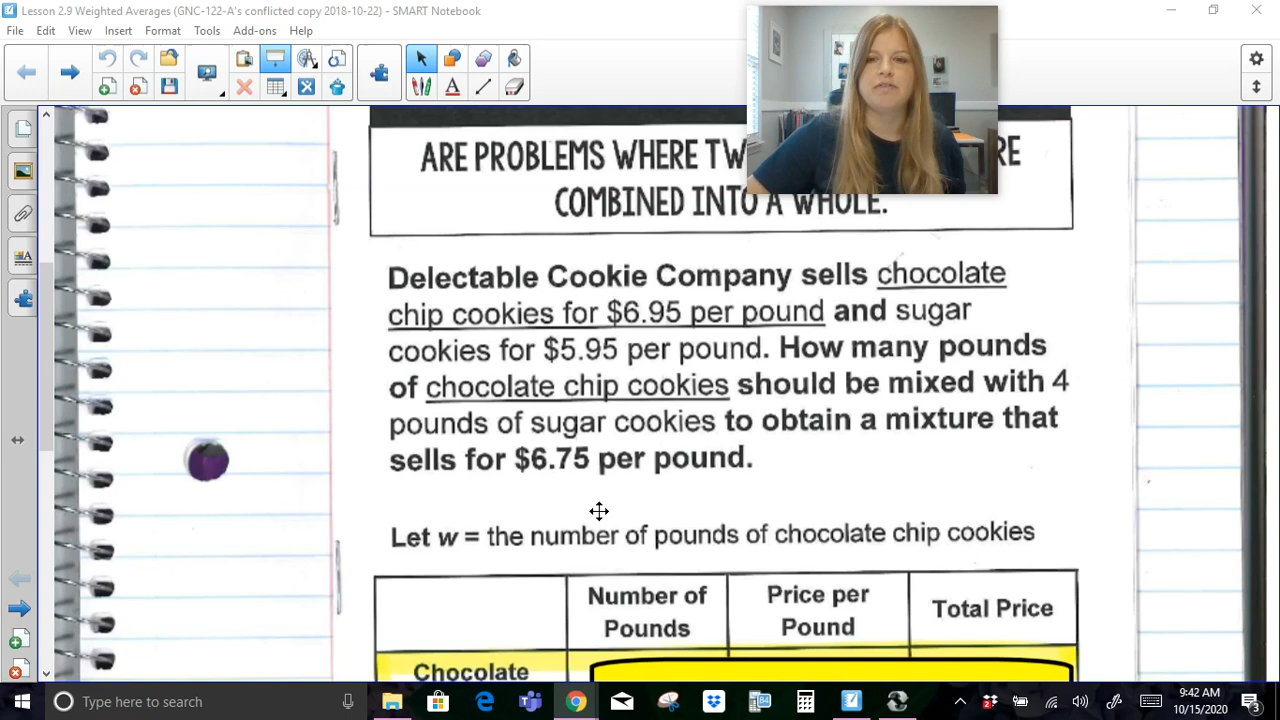 Lesson 2.9 Weighted Averages (GNC-122-A's conflicted copy 2018-10-22) - SMART Notebook
File Edit View Insert Format Tools Add-ons Help
ARE PROBLEMS WHERE TW RE
COMBINED INTO A WHOLE.
Delectable Cookie Company sells chocolate
chip cookies for $6.95 per pound and sugar
cookies for $5.95 per pound. How many pounds
of chocolate chip cookies should be mixed with 4
pounds of sugar cookies to obtain a mixture that
sells for $6.75 per pound.
Let w = the number of pounds of chocolate chip cookies
Number of Pounds
Price per Pound
Total Price
Chocolate
Type here to search
9:42 AM
10/15/2020